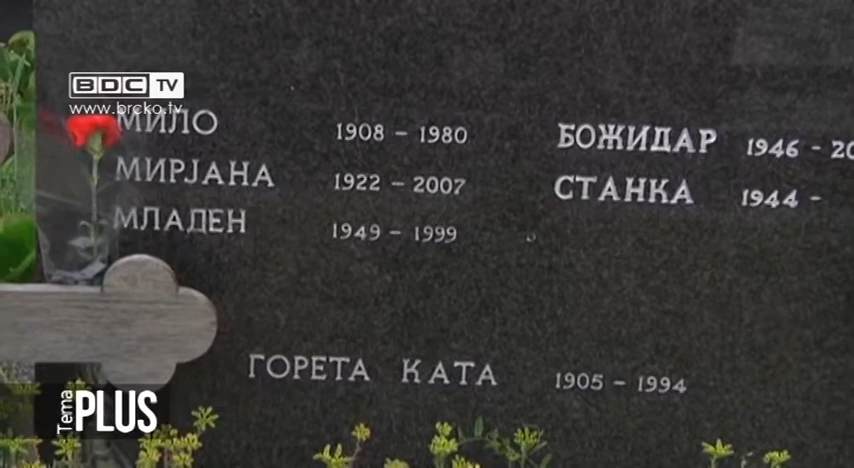 BDC TV
www.brcko.tv
МИЛО 1908 - 1980 БОЖИДАР 1946 - 20
МИРЈАНА 1922 - 2007 СТАНКА 1944 -
МЛАДЕН 1949 - 1999
ГОРЕТА КАТА 1905 - 1994
Tema PLUS